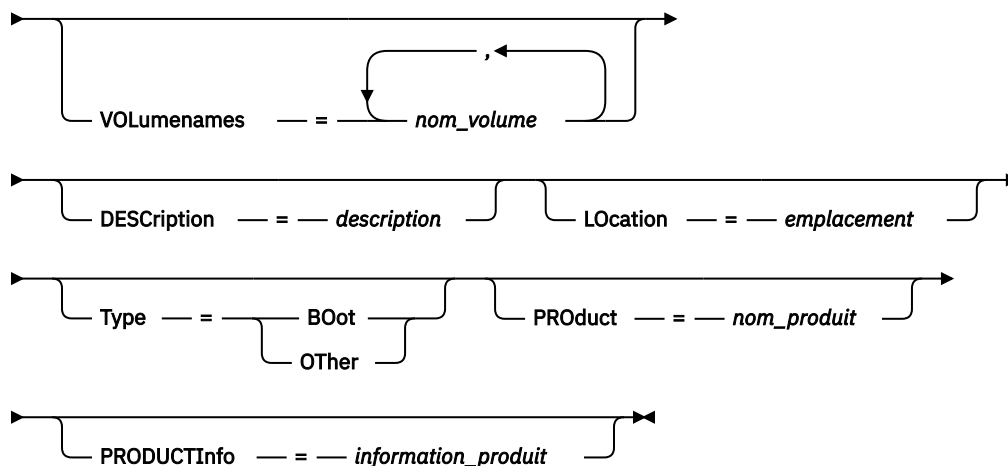 ,
VOLumenames = nom_volume
DESCription = description LOcation = emplacement
Type = BOot PROduct = nom_produit
OTher
PRODUCTInfo = information_produit